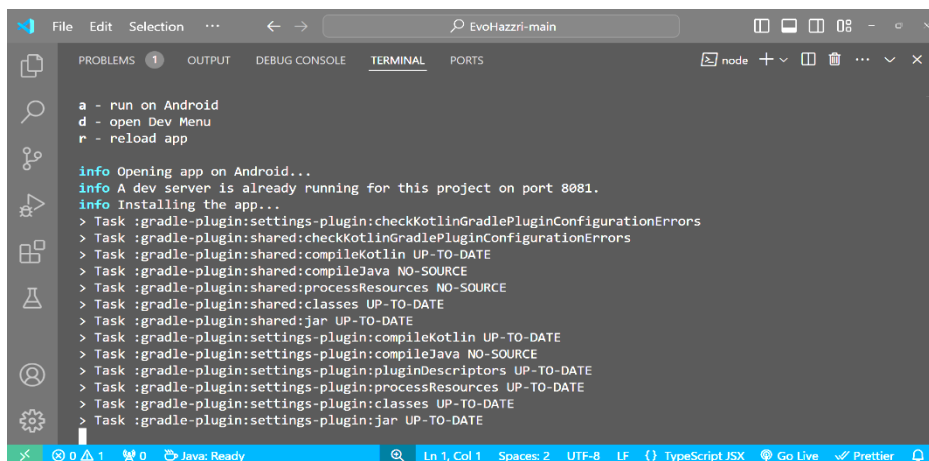 File Edit Selection ··· EvoHazzri-main
PROBLEMS 1 OUTPUT DEBUG CONSOLE TERMINAL PORTS node
a - run on Android
d - open Dev Menu
r - reload app
info Opening app on Android...
info A dev server is already running for this project on port 8081.
info Installing the app...
> Task :gradle-plugin:settings-plugin:checkKotlinGradlePluginConfigurationErrors
> Task :gradle-plugin:shared:checkKotlinGradlePluginConfigurationErrors
> Task :gradle-plugin:shared:compileKotlin UP-TO-DATE
> Task :gradle-plugin:shared:compileJava NO-SOURCE
> Task :gradle-plugin:shared:processResources NO-SOURCE
> Task :gradle-plugin:shared:classes UP-TO-DATE
> Task :gradle-plugin:shared:jar UP-TO-DATE
> Task :gradle-plugin:settings-plugin:compileKotlin UP-TO-DATE
> Task :gradle-plugin:settings-plugin:compileJava NO-SOURCE
> Task :gradle-plugin:settings-plugin:pluginDescriptors UP-TO-DATE
> Task :gradle-plugin:settings-plugin:processResources UP-TO-DATE
> Task :gradle-plugin:settings-plugin:classes UP-TO-DATE
> Task :gradle-plugin:settings-plugin:jar UP-TO-DATE
0 1 0 Java: Ready Ln 1, Col 1 Spaces: 2 UTF-8 LF {} TypeScript JSX Go Live Prettier